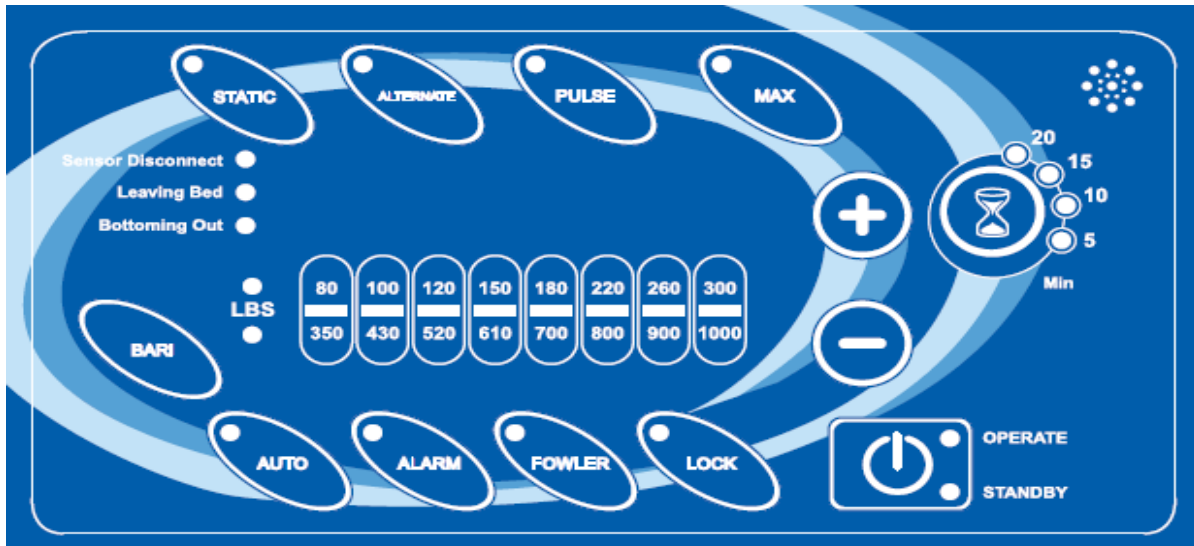 STATIC
ALTERNATE
PULSE
MAX
Sensor Disconnect
Leaving Bed
Bottoming Out
20
15
10
5
Min
LBS
80 100 120 150 180 220 260 300
350 430 520 610 700 800 900 1000
BARI
AUTO
ALARM
FOWLER
LOCK
OPERATE
STANDBY